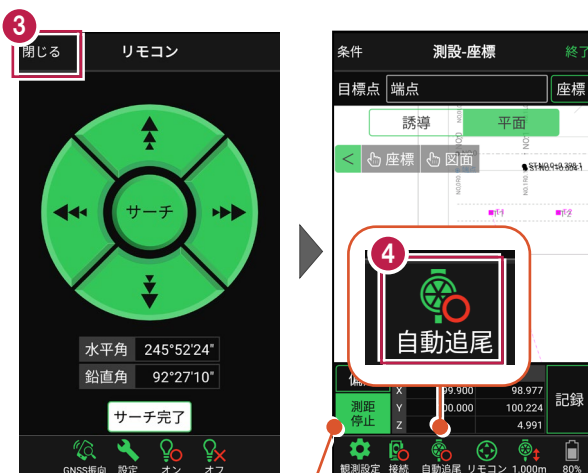 3
閉じる
リモコン
サーチ
水平角 245°52'24"
鉛直角 92°27'10"
サーチ完了
GNSS振向 設定 オン オフ
条件
測設-座標
終了
目標点 端点
座標
誘導 平面
< 座標 図面
4
自動追尾
測距
停止
X 99.900 98.977
Y 100.224
Z 4.991
記録
観測設定 接続 自動追尾 リモコン 1.000m 80%